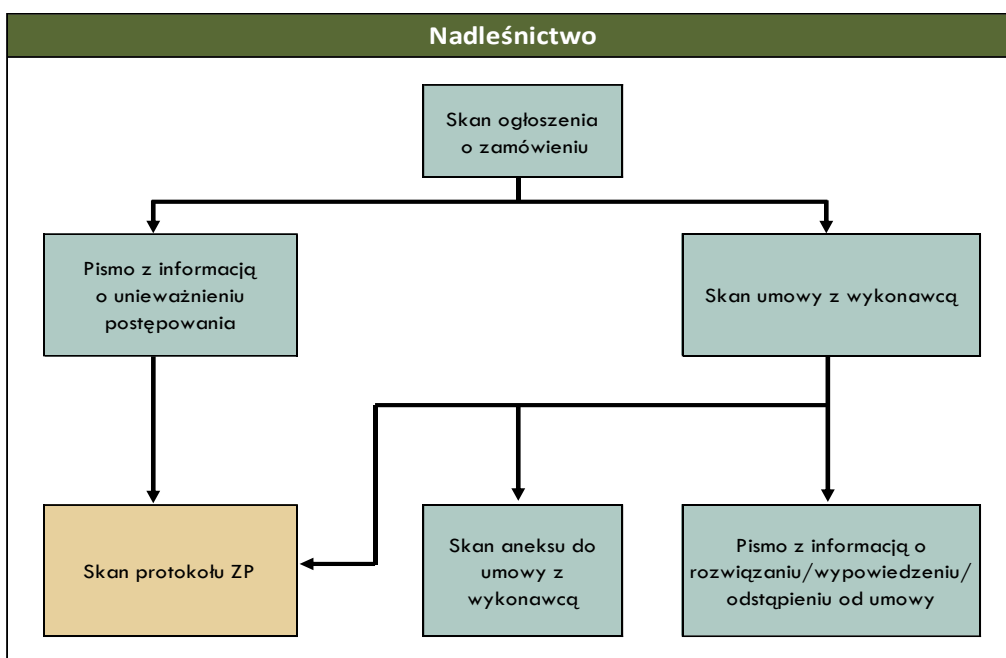 Nadleśnictwo
Skan ogłoszenia
o zamówieniu
Pismo z informacją
o unieważnieniu
postępowania
Skan umowy z wykonawcą
Skan protokołu ZP
Skan aneksu do
umowy z
wykonawcą
Pismo z informacją o
rozwiązaniu/wypowiedzeniu/
odstąpieniu od umowy